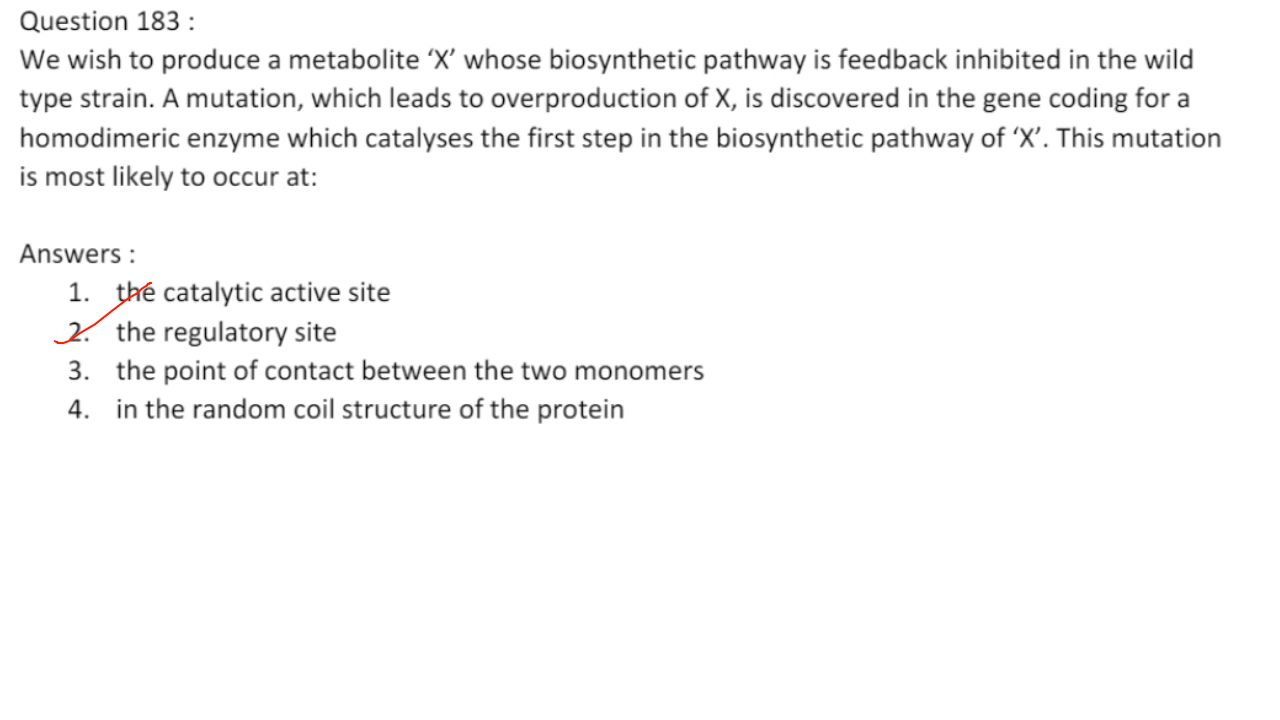 Question 183 :
We wish to produce a metabolite ‘X’ whose biosynthetic pathway is feedback inhibited in the wild
type strain. A mutation, which leads to overproduction of X, is discovered in the gene coding for a
homodimeric enzyme which catalyses the first step in the biosynthetic pathway of ‘X’. This mutation
is most likely to occur at:
Answers :
1. the catalytic active site
2. the regulatory site
3. the point of contact between the two monomers
4. in the random coil structure of the protein